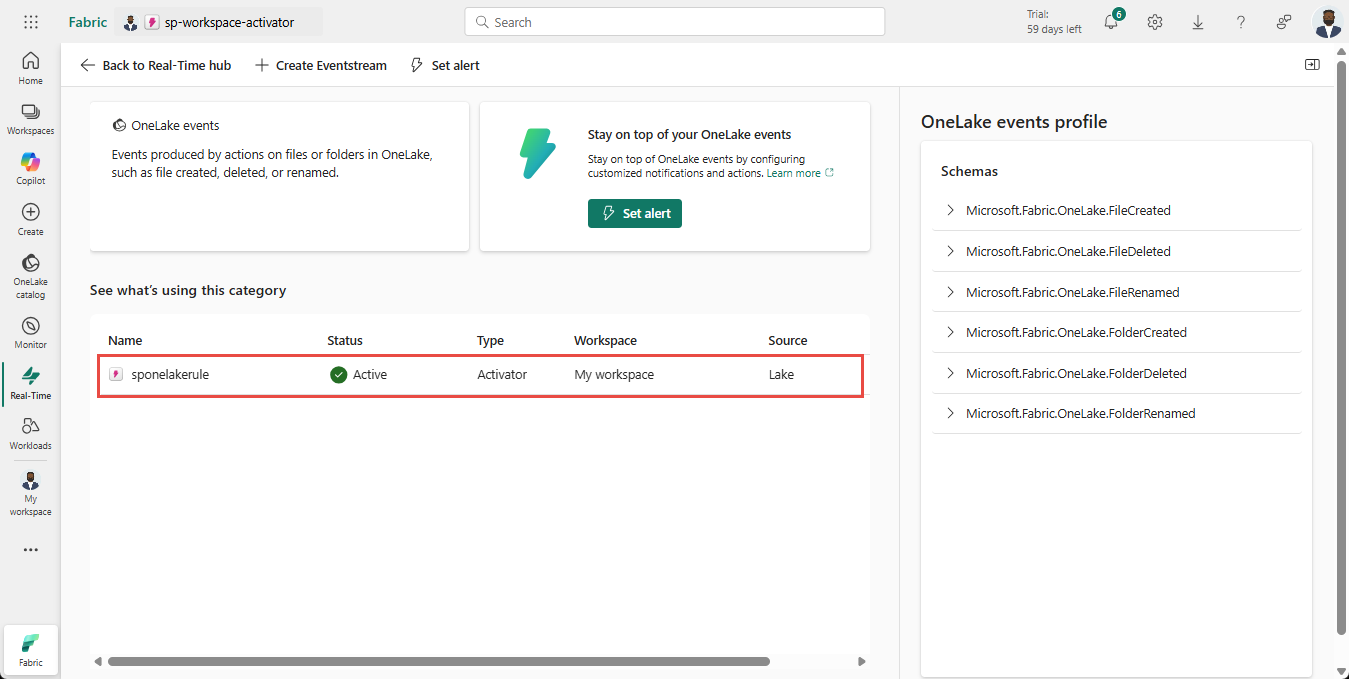 Fabric
sp-workspace-activator
Search
Trial:
59 days left
6
Home
Workspaces
Copilot
Create
OneLake
catalog
Monitor
Real-Time
Workloads
My
workspace
Fabric
Back to Real-Time hub
Create Eventstream
Set alert
OneLake events
Events produced by actions on files or folders in OneLake,
such as file created, deleted, or renamed.
Stay on top of your OneLake events
Stay on top of OneLake events by configuring
customized notifications and actions. Learn more
Set alert
See what's using this category
Name Status Type Workspace Source
sponelakerule Active Activator My workspace Lake
OneLake events profile
Schemas
Microsoft.Fabric.OneLake.FileCreated
Microsoft.Fabric.OneLake.FileDeleted
Microsoft.Fabric.OneLake.FileRenamed
Microsoft.Fabric.OneLake.FolderCreated
Microsoft.Fabric.OneLake.FolderDeleted
Microsoft.Fabric.OneLake.FolderRenamed